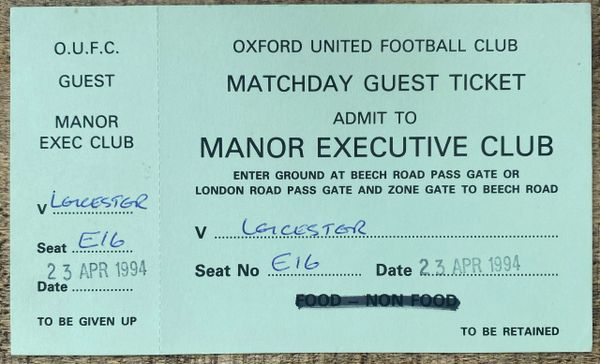 O.U.F.C.
GUEST
MANOR
EXEC CLUB
V LEICESTER
Seat E16
23 APR 1994
Date
TO BE GIVEN UP
OXFORD UNITED FOOTBALL CLUB
MATCHDAY GUEST TICKET
ADMIT TO
MANOR EXECUTIVE CLUB
ENTER GROUND AT BEECH ROAD PASS GATE OR
LONDON ROAD PASS GATE AND ZONE GATE TO BEECH ROAD
V LEICESTER
Seat No E16 Date 23 APR 1994
FOOD – NON FOOD
TO BE RETAINED